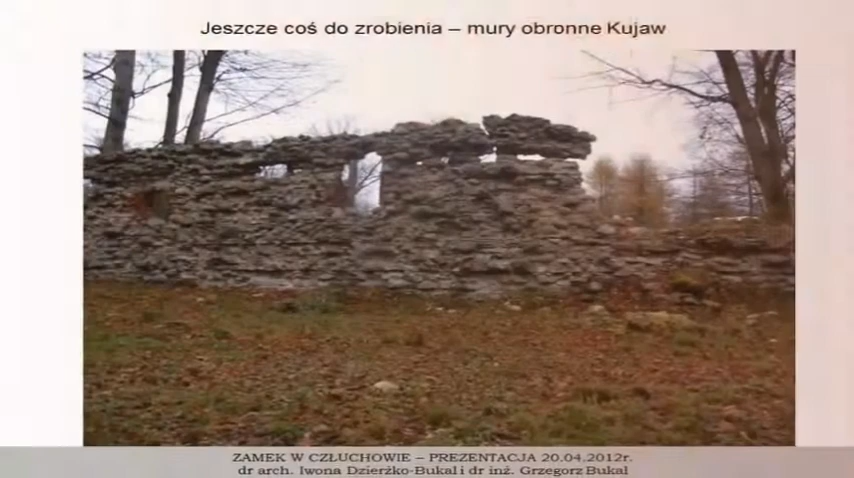 Jeszcze coś do zrobienia – mury obronne Kujaw
ZAMEK W CZŁUCHOWIE – PREZENTACJA 20.04.2012r.
dr arch. Iwona Dzierżko-Bukal i dr inż. Grzegorz Bukal